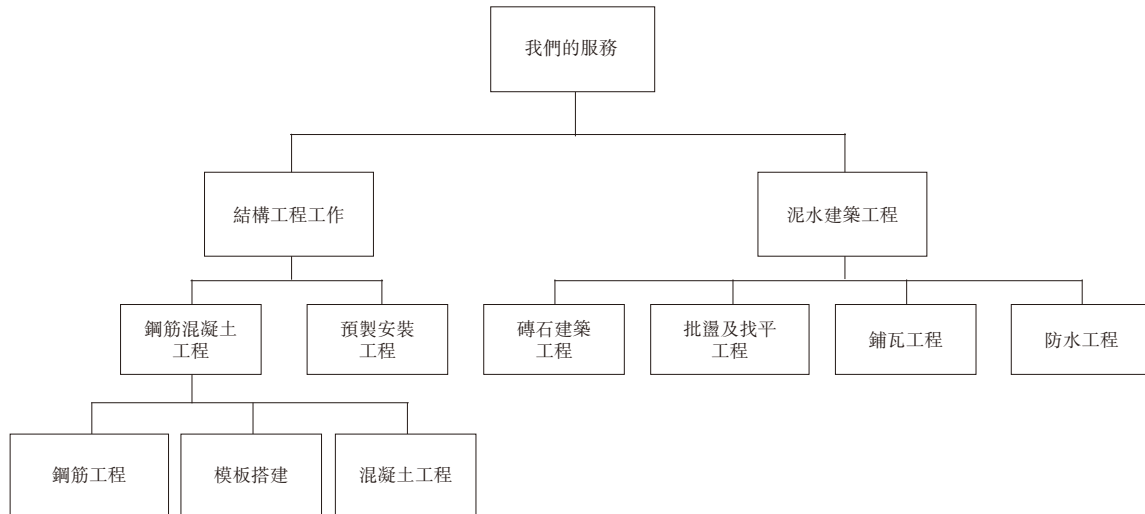 我們的服務
結構工程工作
泥水建築工程
鋼筋混凝土
工程
預製安裝
工程
磚石建築
工程
批盪及找平
工程
鋪瓦工程
防水工程
鋼筋工程
模板搭建
混凝土工程